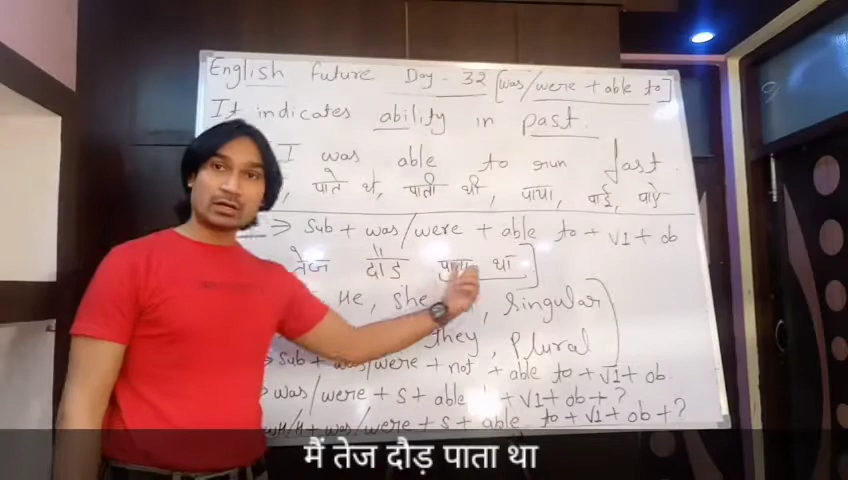 English future Day - 32 [was/were + able to]
It indicates ability in past.
I was able to run fast
, पाते थे, पाती थी, पाया, पाई, पाऐ
=> Sub + was/were + able to + V1 + ob
तेज दौड़ पाता था
He, She, Singular
they, Plural
Sub + was/were + not + able to + V1 + ob
was/were + S + able + V1 + ob + ?
WH/H + was/were + S + able to + V1 + ob + ?
मैं तेज दौड़ पाता था